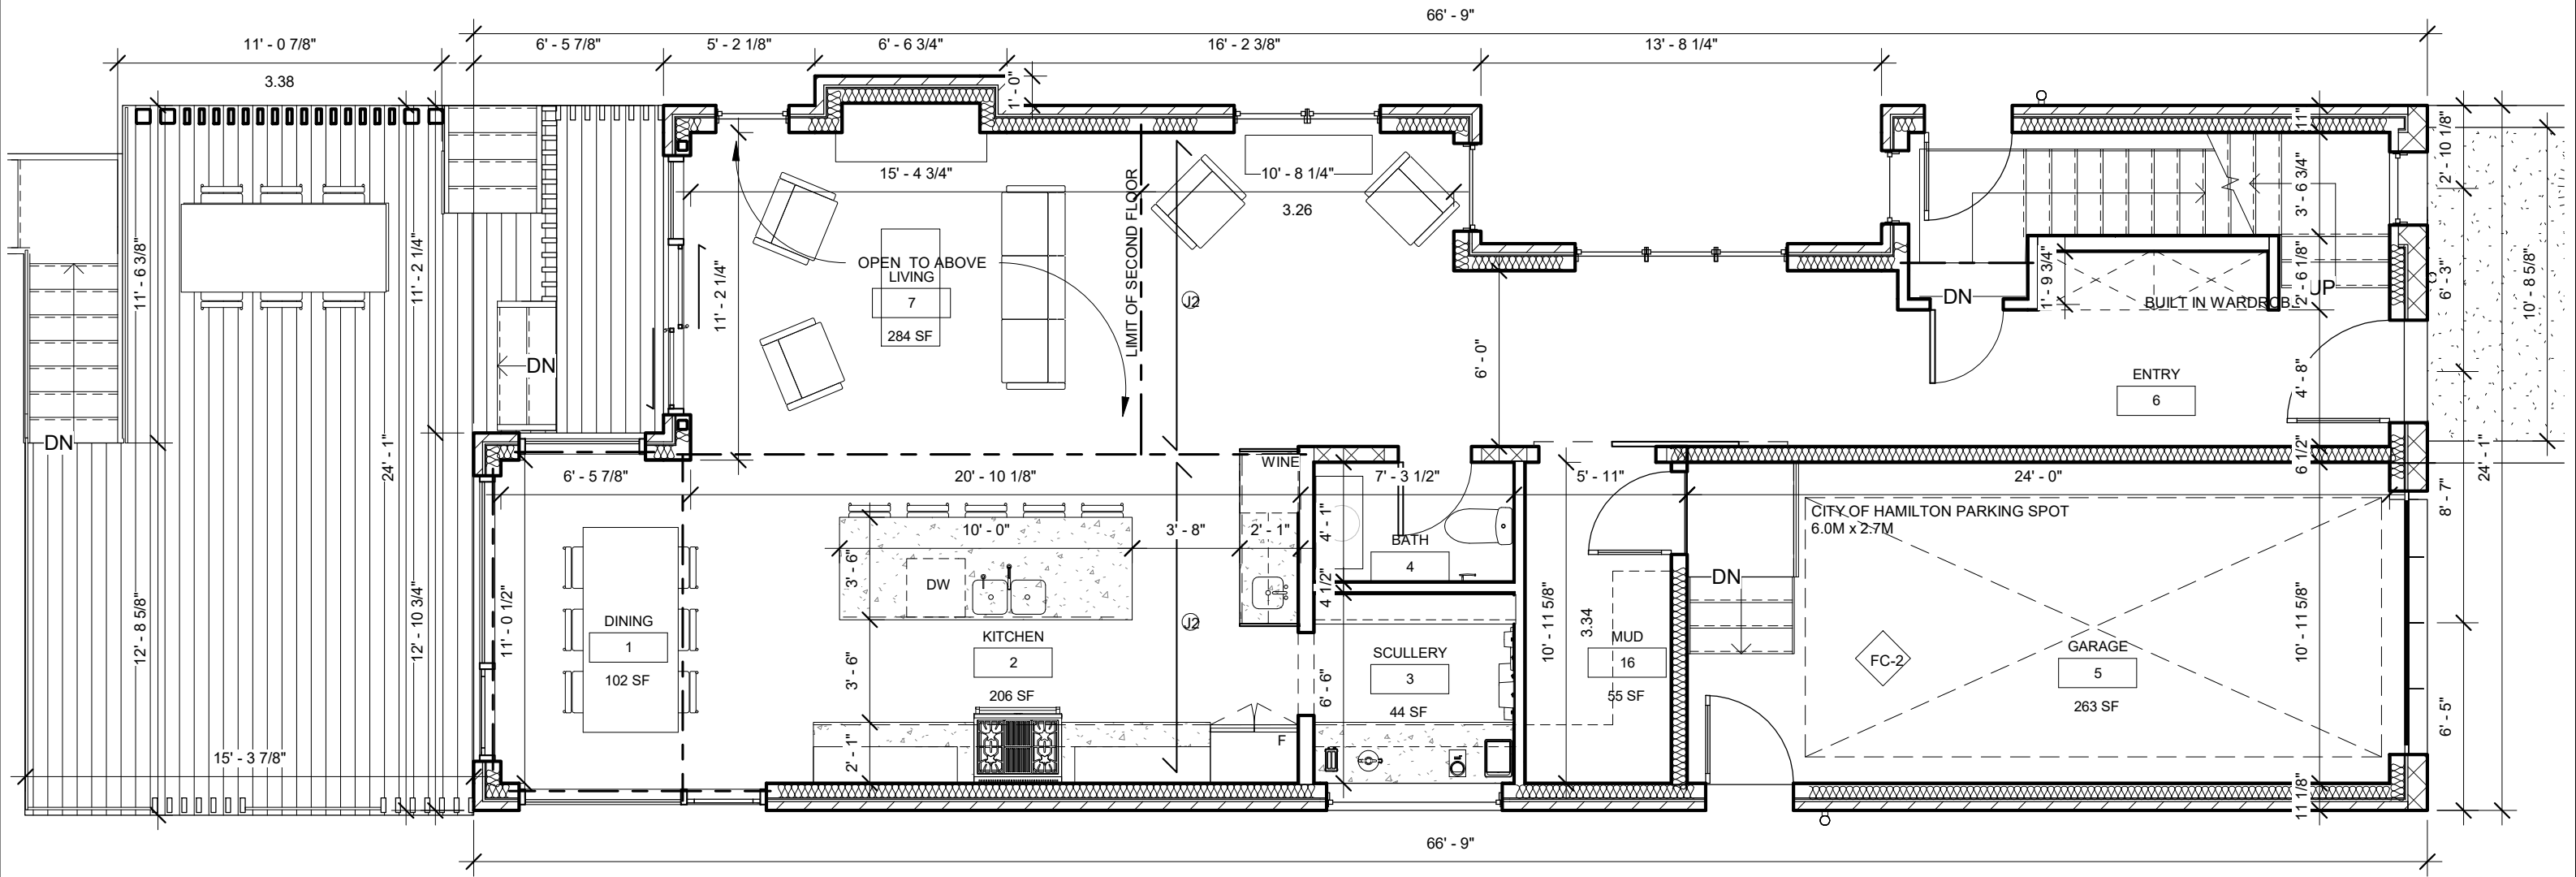 66' - 9"
11' - 0 7/8"
6' - 5 7/8"
5' - 2 1/8"
6' - 6 3/4"
16' - 2 3/8"
13' - 8 1/4"
3.38
1' - 0"
11"
2' - 10 1/8"
15' - 4 3/4"
10' - 8 1/4"
3.26
LIMIT OF SECOND FLOOR
3' - 6 3/4"
11' - 6 3/8"
11' - 2 1/4"
11' - 2 1/4"
OPEN TO ABOVE
LIVING
7
284 SF
J2
6' - 0"
DN
1' - 9 3/4"
BUILT IN WARDROB
2' - 6 1/8"
UP
6' - 3"
10' - 8 5/8"
DN
ENTRY
6
4' - 8"
DN
24' - 1"
6' - 5 7/8"
20' - 10 1/8"
WINE
7' - 3 1/2"
5' - 11"
24' - 0"
6 1/2"
24' - 1"
8' - 7"
CITY OF HAMILTON PARKING SPOT
6.0M x 2.7M
10' - 0"
3' - 8"
2' - 1"
4' - 1"
BATH
4
4 1/2"
3' - 6"
DW
DN
12' - 8 5/8"
12' - 10 3/4"
11' - 0 1/2"
DINING
1
102 SF
KITCHEN
2
206 SF
J2
3' - 6"
SCULLERY
3
44 SF
6' - 6"
10' - 11 5/8"
3.34
MUD
16
55 SF
FC-2
GARAGE
5
263 SF
10' - 11 5/8"
6' - 5"
F
2' - 1"
15' - 3 7/8"
11 1/8"
66' - 9"